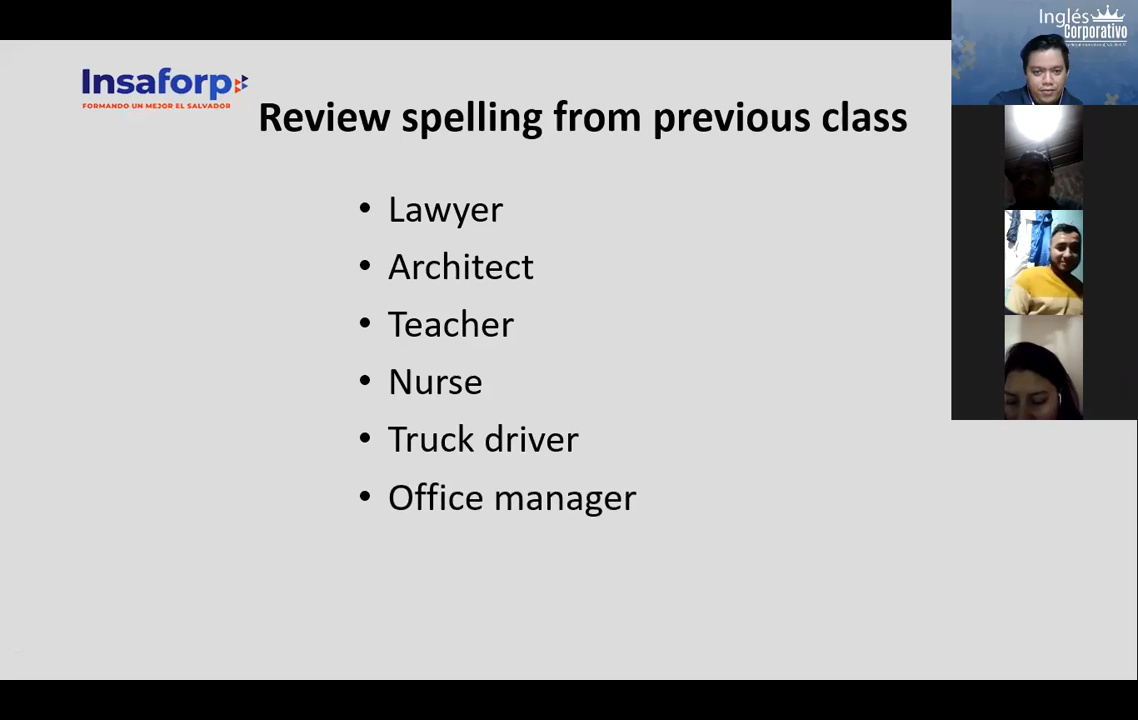 Insaforp
FORMANDO UN MEJOR EL SALVADOR
Review spelling from previous class
• Lawyer
• Architect
• Teacher
• Nurse
• Truck driver
• Office manager
Inglés
Corporativo